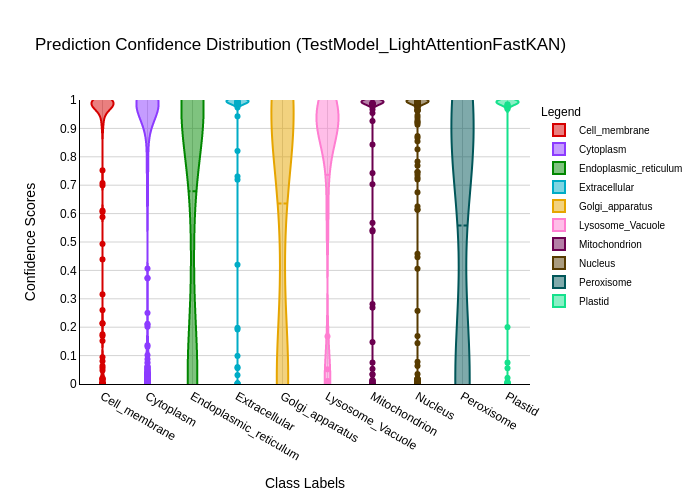 Prediction Confidence Distribution (TestModel_LightAttentionFastKAN)
Legend
Cell_membrane
Cytoplasm
Endoplasmic_reticulum
Extracellular
Golgi_apparatus
Lysosome_Vacuole
Mitochondrion
Nucleus
Peroxisome
Plastid
Confidence Scores
1
0.9
0.8
0.7
0.6
0.5
0.4
0.3
0.2
0.1
0
Cell_membrane
Cytoplasm
Endoplasmic_reticulum
Extracellular
Golgi_apparatus
Lysosome_Vacuole
Mitochondrion
Nucleus
Peroxisome
Plastid
Class Labels